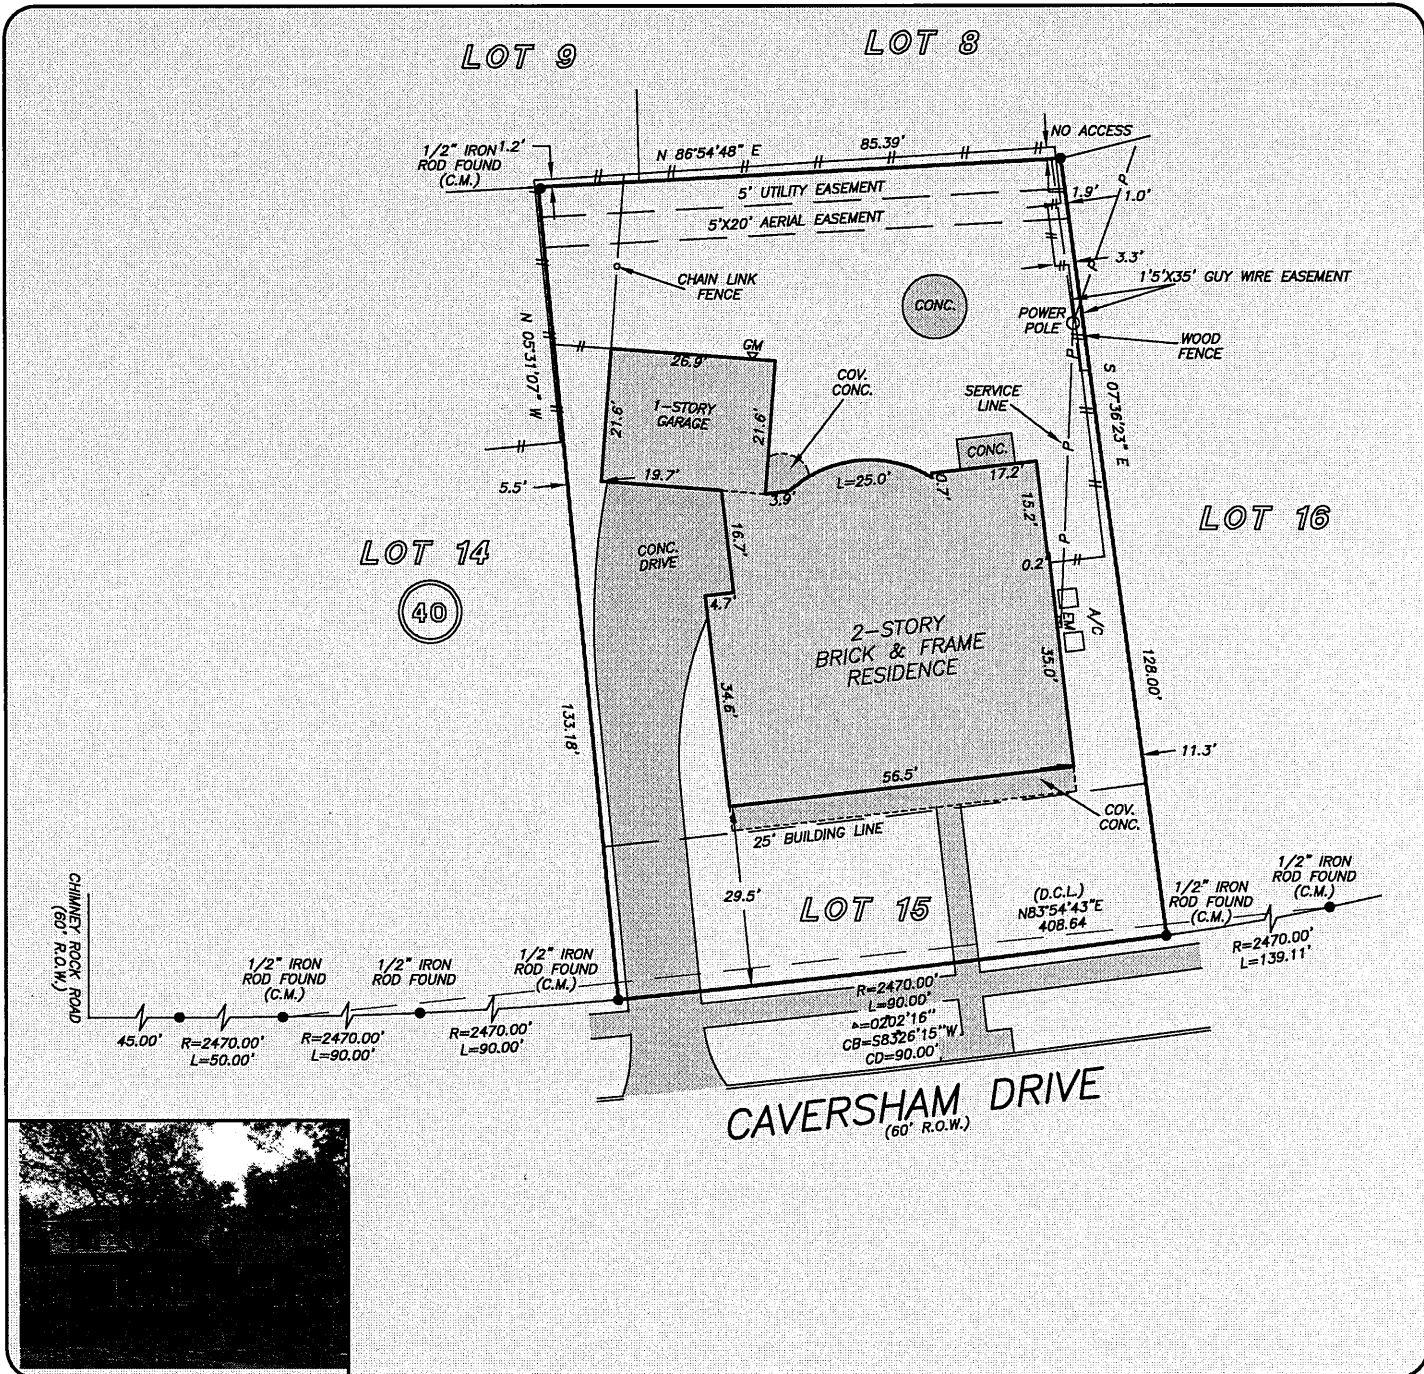 LOT 9
LOT 8
NO ACCESS
1/2" IRON
ROD FOUND
(C.M.)
1.2'
N 86°54'48" E
85.39'
5' UTILITY EASEMENT
5'X20' AERIAL EASEMENT
1.9'
1.0'
P
3.3'
P
1'5'X35' GUY WIRE EASEMENT
CHAIN LINK
FENCE
CONC.
POWER
POLE
WOOD
FENCE
P
N 05°31'07" W
GM
26.9'
1-STORY
GARAGE
21.6'
21.9'
COV.
CONC.
SERVICE
LINE
S 07°36'23" E
P
CONC.
19.7'
3.9'
L=25.0'
0.7'
17.2'
15.2'
5.5'
LOT 14
40
LOT 16
CONC.
DRIVE
16.7'
P
0.2'
4.7'
2-STORY
BRICK & FRAME
RESIDENCE
EM
A/C
35.0'
34.6'
128.00'
133.18'
11.3'
56.5'
COV.
CONC.
25' BUILDING LINE
29.5'
LOT 15
(D.C.L.)
N83°54'43"E
408.64
1/2" IRON
ROD FOUND
(C.M.)
1/2" IRON
ROD FOUND
(C.M.)
R=2470.00'
L=139.11'
CHIMNEY ROCK ROAD
(60' R.O.W.)
1/2" IRON
ROD FOUND
(C.M.)
1/2" IRON
ROD FOUND
1/2" IRON
ROD FOUND
(C.M.)
45.00'
R=2470.00'
L=50.00'
R=2470.00'
L=90.00'
R=2470.00'
L=90.00'
R=2470.00'
L=90.00'
Δ=02°02'16"
CB=S83°26'15"W
CD=90.00'
CAVERSHAM DRIVE
(60' R.O.W.)